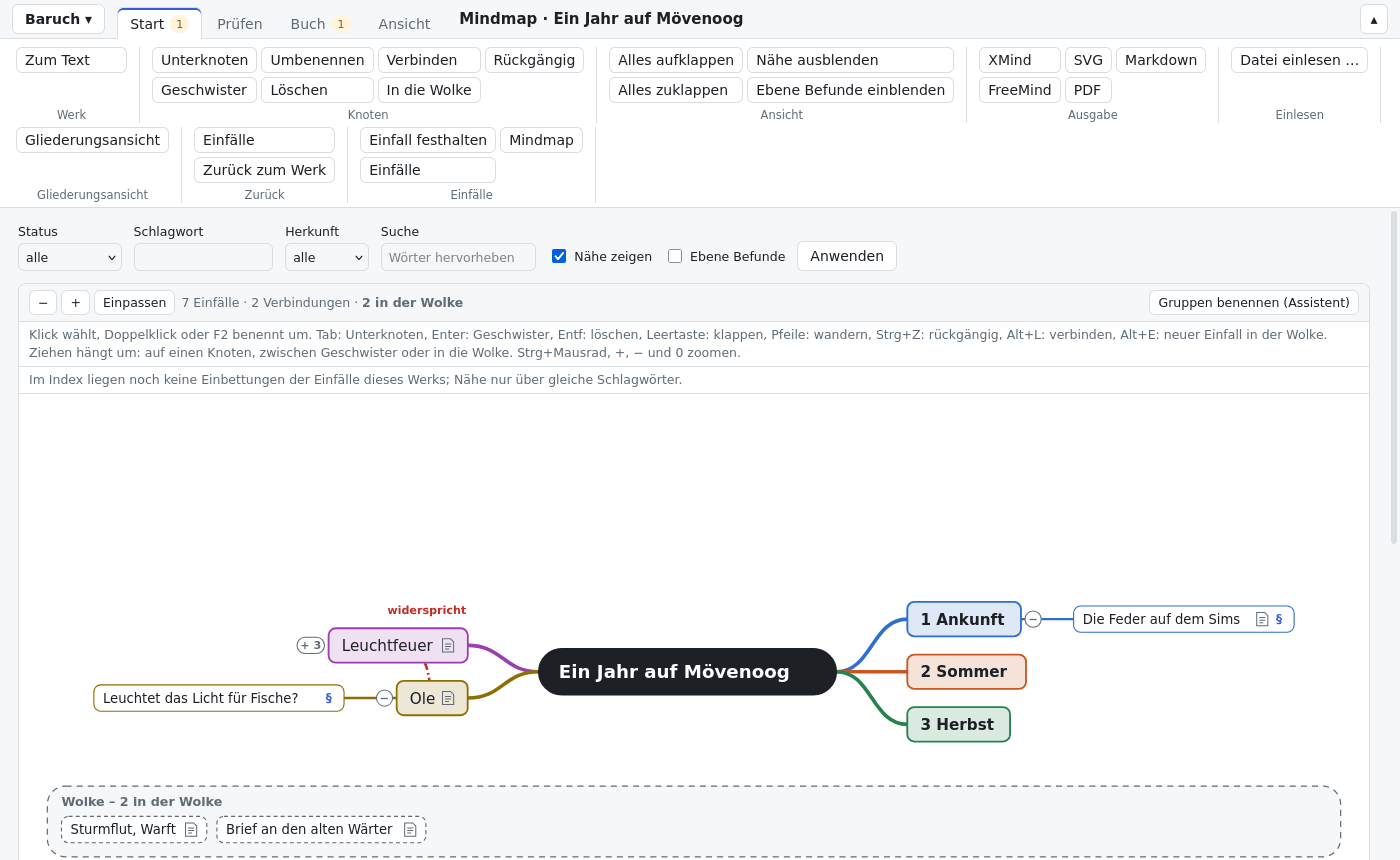 Baruch ▾ Start 1 Prüfen Buch 1 Ansicht Mindmap · Ein Jahr auf Mövenoog ▴
Zum Text Unterknoten Umbenennen Verbinden Rückgängig Alles aufklappen Nähe ausblenden XMind SVG Markdown Datei einlesen …
Geschwister Löschen In die Wolke Alles zuklappen Ebene Befunde einblenden FreeMind PDF
Werk Knoten Ansicht Ausgabe Einlesen
Gliederungsansicht Einfälle Einfall festhalten Mindmap
Zurück zum Werk Einfälle
Gliederungsansicht Zurück Einfälle
Status Schlagwort Herkunft Suche
alle alle Wörter hervorheben Nähe zeigen Ebene Befunde Anwenden
− + Einpassen 7 Einfälle · 2 Verbindungen · 2 in der Wolke Gruppen benennen (Assistent)
Klick wählt, Doppelklick oder F2 benennt um. Tab: Unterknoten, Enter: Geschwister, Entf: löschen, Leertaste: klappen, Pfeile: wandern, Strg+Z: rückgängig, Alt+L: verbinden, Alt+E: neuer Einfall in der Wolke.
Ziehen hängt um: auf einen Knoten, zwischen Geschwister oder in die Wolke. Strg+Mausrad, +, − und 0 zoomen.
Im Index liegen noch keine Einbettungen der Einfälle dieses Werks; Nähe nur über gleiche Schlagwörter.
widerspricht
1 Ankunft − Die Feder auf dem Sims §
+ 3 Leuchtfeuer
Ein Jahr auf Mövenoog 2 Sommer
Leuchtet das Licht für Fische? § − Ole
3 Herbst
Wolke – 2 in der Wolke
Sturmflut, Warft Brief an den alten Wärter